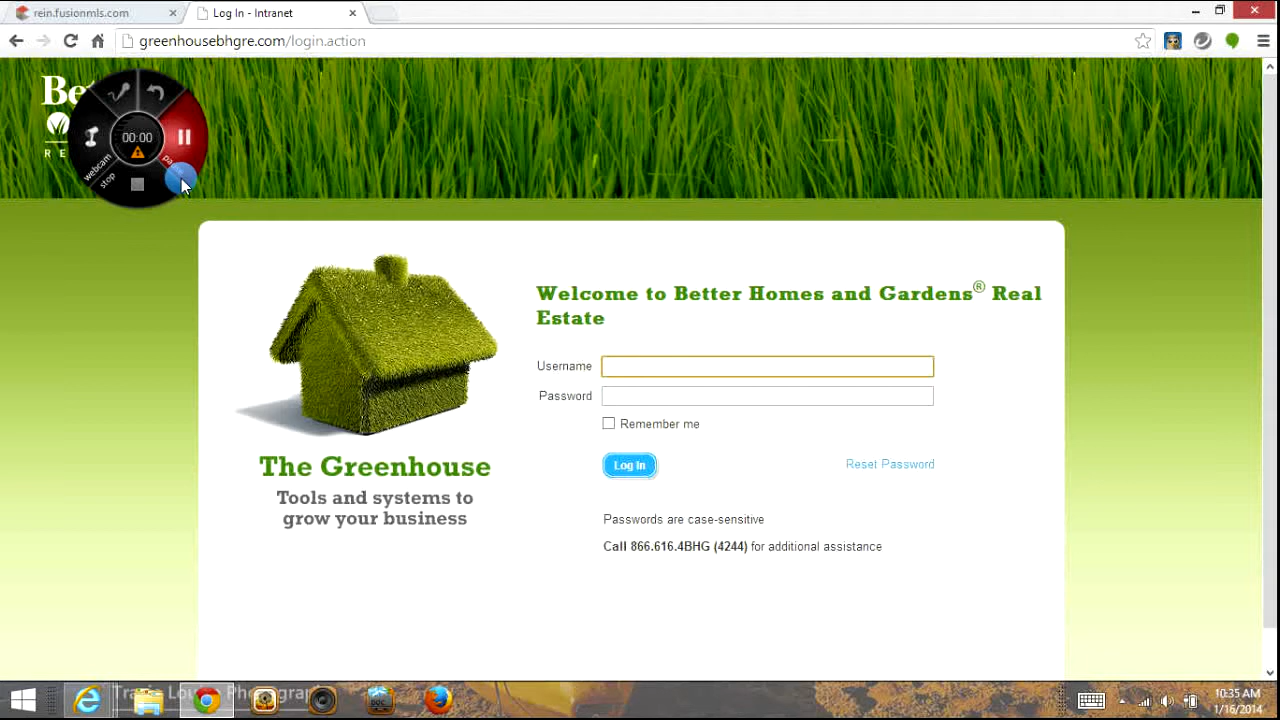 rein.fusionmls.com
Log In - Intranet
greenhousebhgre.com/login.action
Be
RE
00:00
webcam
stop
pa
Welcome to Better Homes and Gardens® Real
Estate
Username
Password
Remember me
Log In
Reset Password
The Greenhouse
Tools and systems to
grow your business
Passwords are case-sensitive
Call 866.616.4BHG (4244) for additional assistance
10:35 AM
1/16/2014